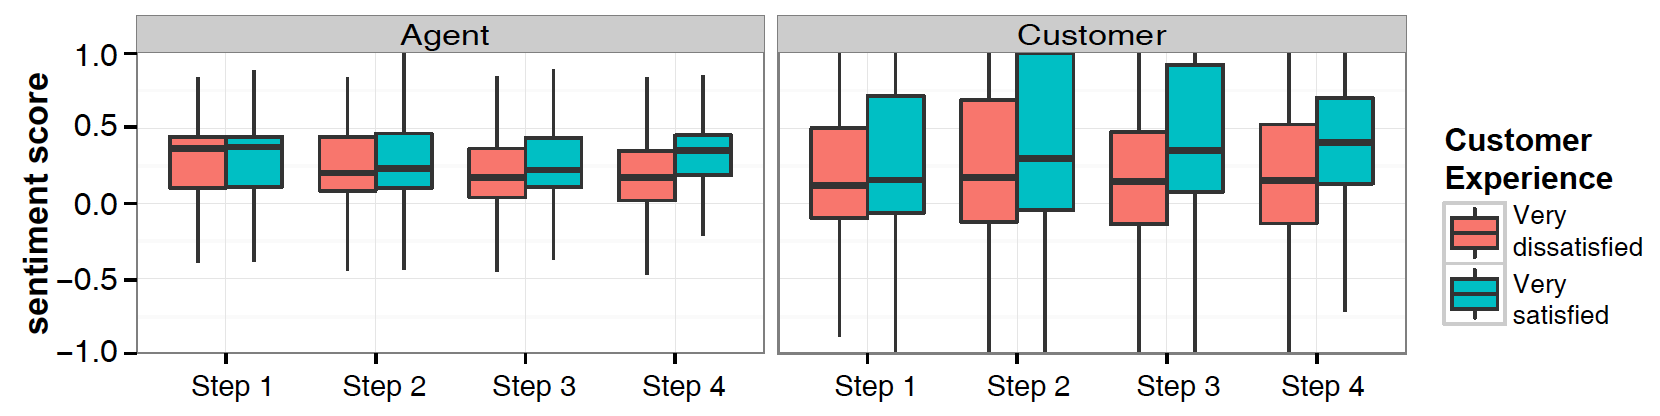 Agent
Customer
sentiment score
1.0
0.5
0.0
−0.5
−1.0
Step 1
Step 2
Step 3
Step 4
Step 1
Step 2
Step 3
Step 4
Customer
Experience
Very
dissatisfied
Very
satisfied